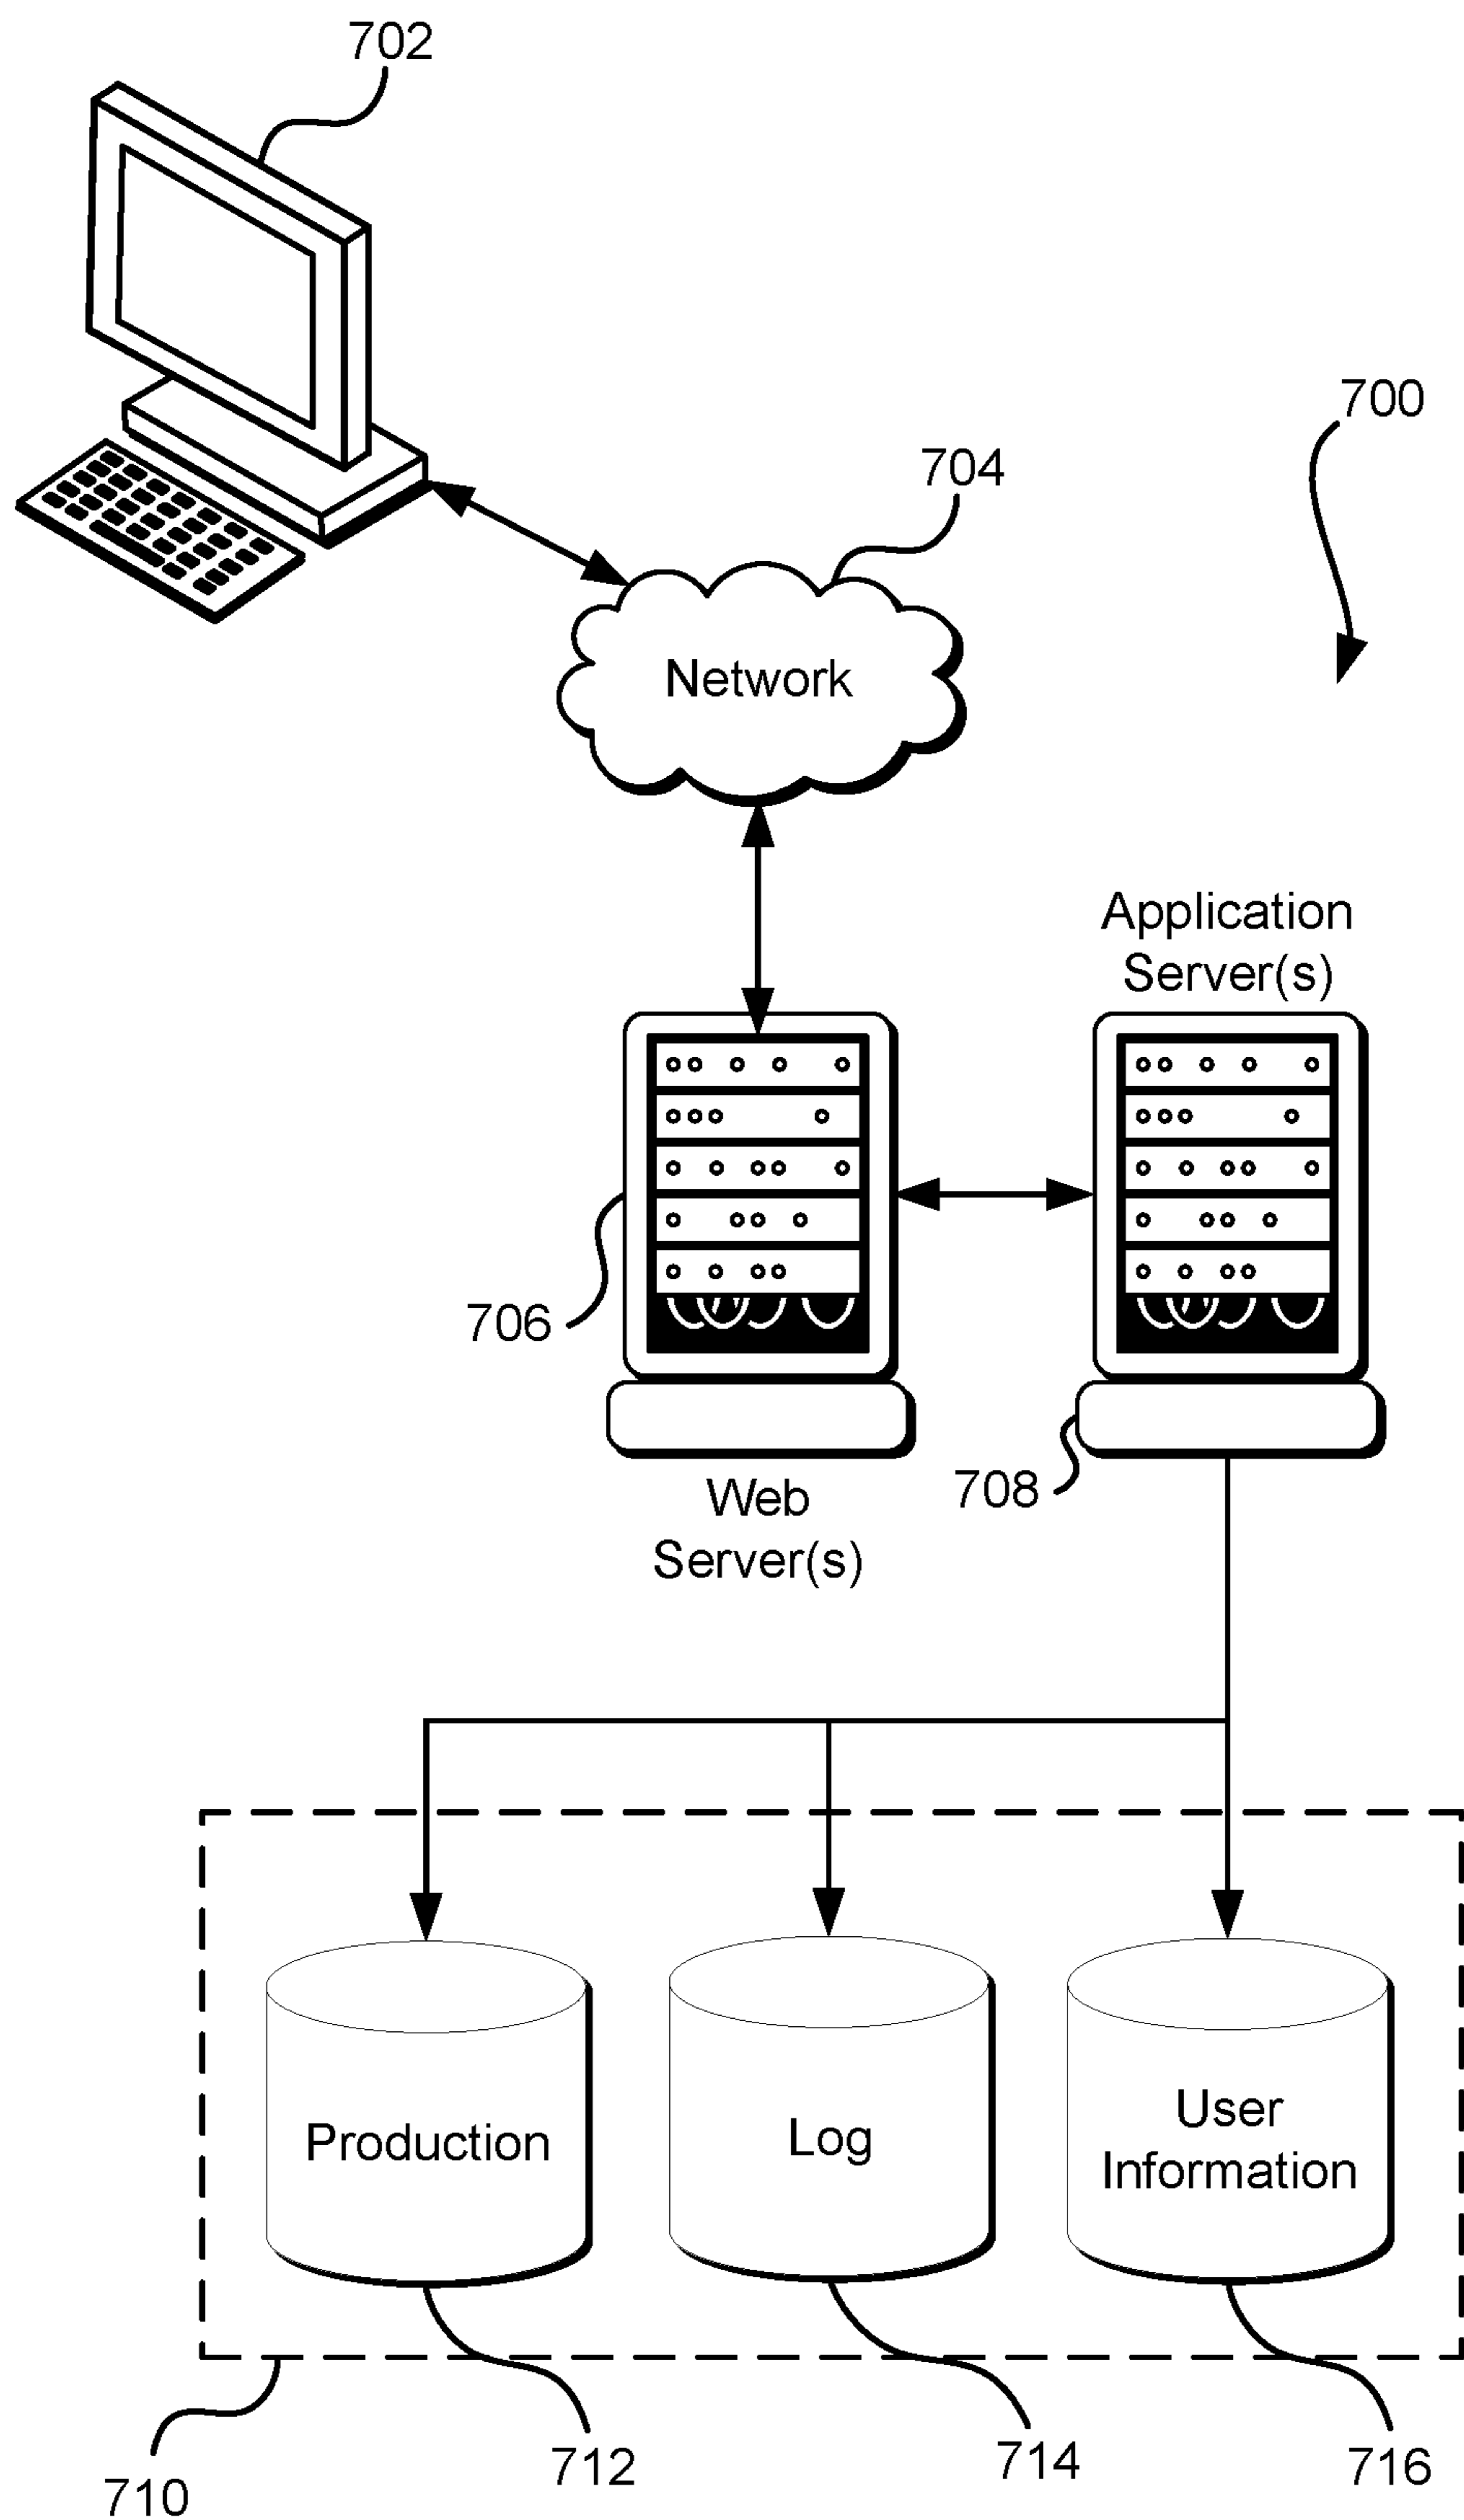 702
700
704
Network
Application
Server(s)
706
708
Web
Server(s)
Production
Log
User
Information
710
712
714
716